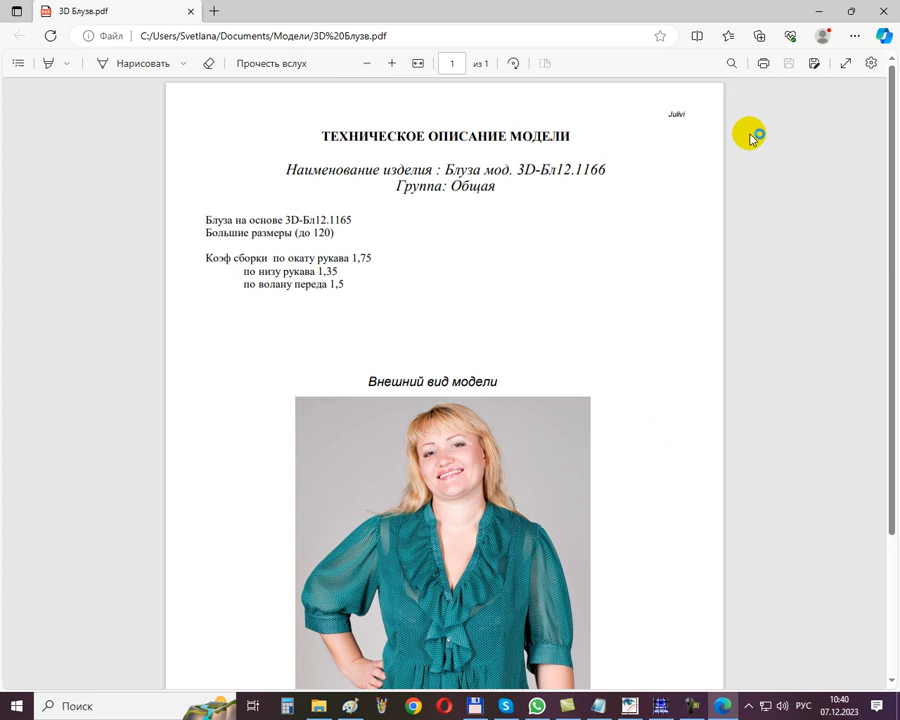 3D Блузв.pdf
Файл
C:/Users/Svetlana/Documents/Модели/3D%20Блузв.pdf
Нарисовать
Прочесть вслух
1
из 1
Julivi
ТЕХНИЧЕСКОЕ ОПИСАНИЕ МОДЕЛИ
Наименование изделия : Блуза мод. 3D-Бл12.1166
Группа: Общая
Блуза на основе 3D-Бл12.1165
Большие размеры (до 120)
Коэф сборки по окату рукава 1,75
по низу рукава 1,35
по волану переда 1,5
Внешний вид модели
Поиск
РУС
10:40
07.12.2023